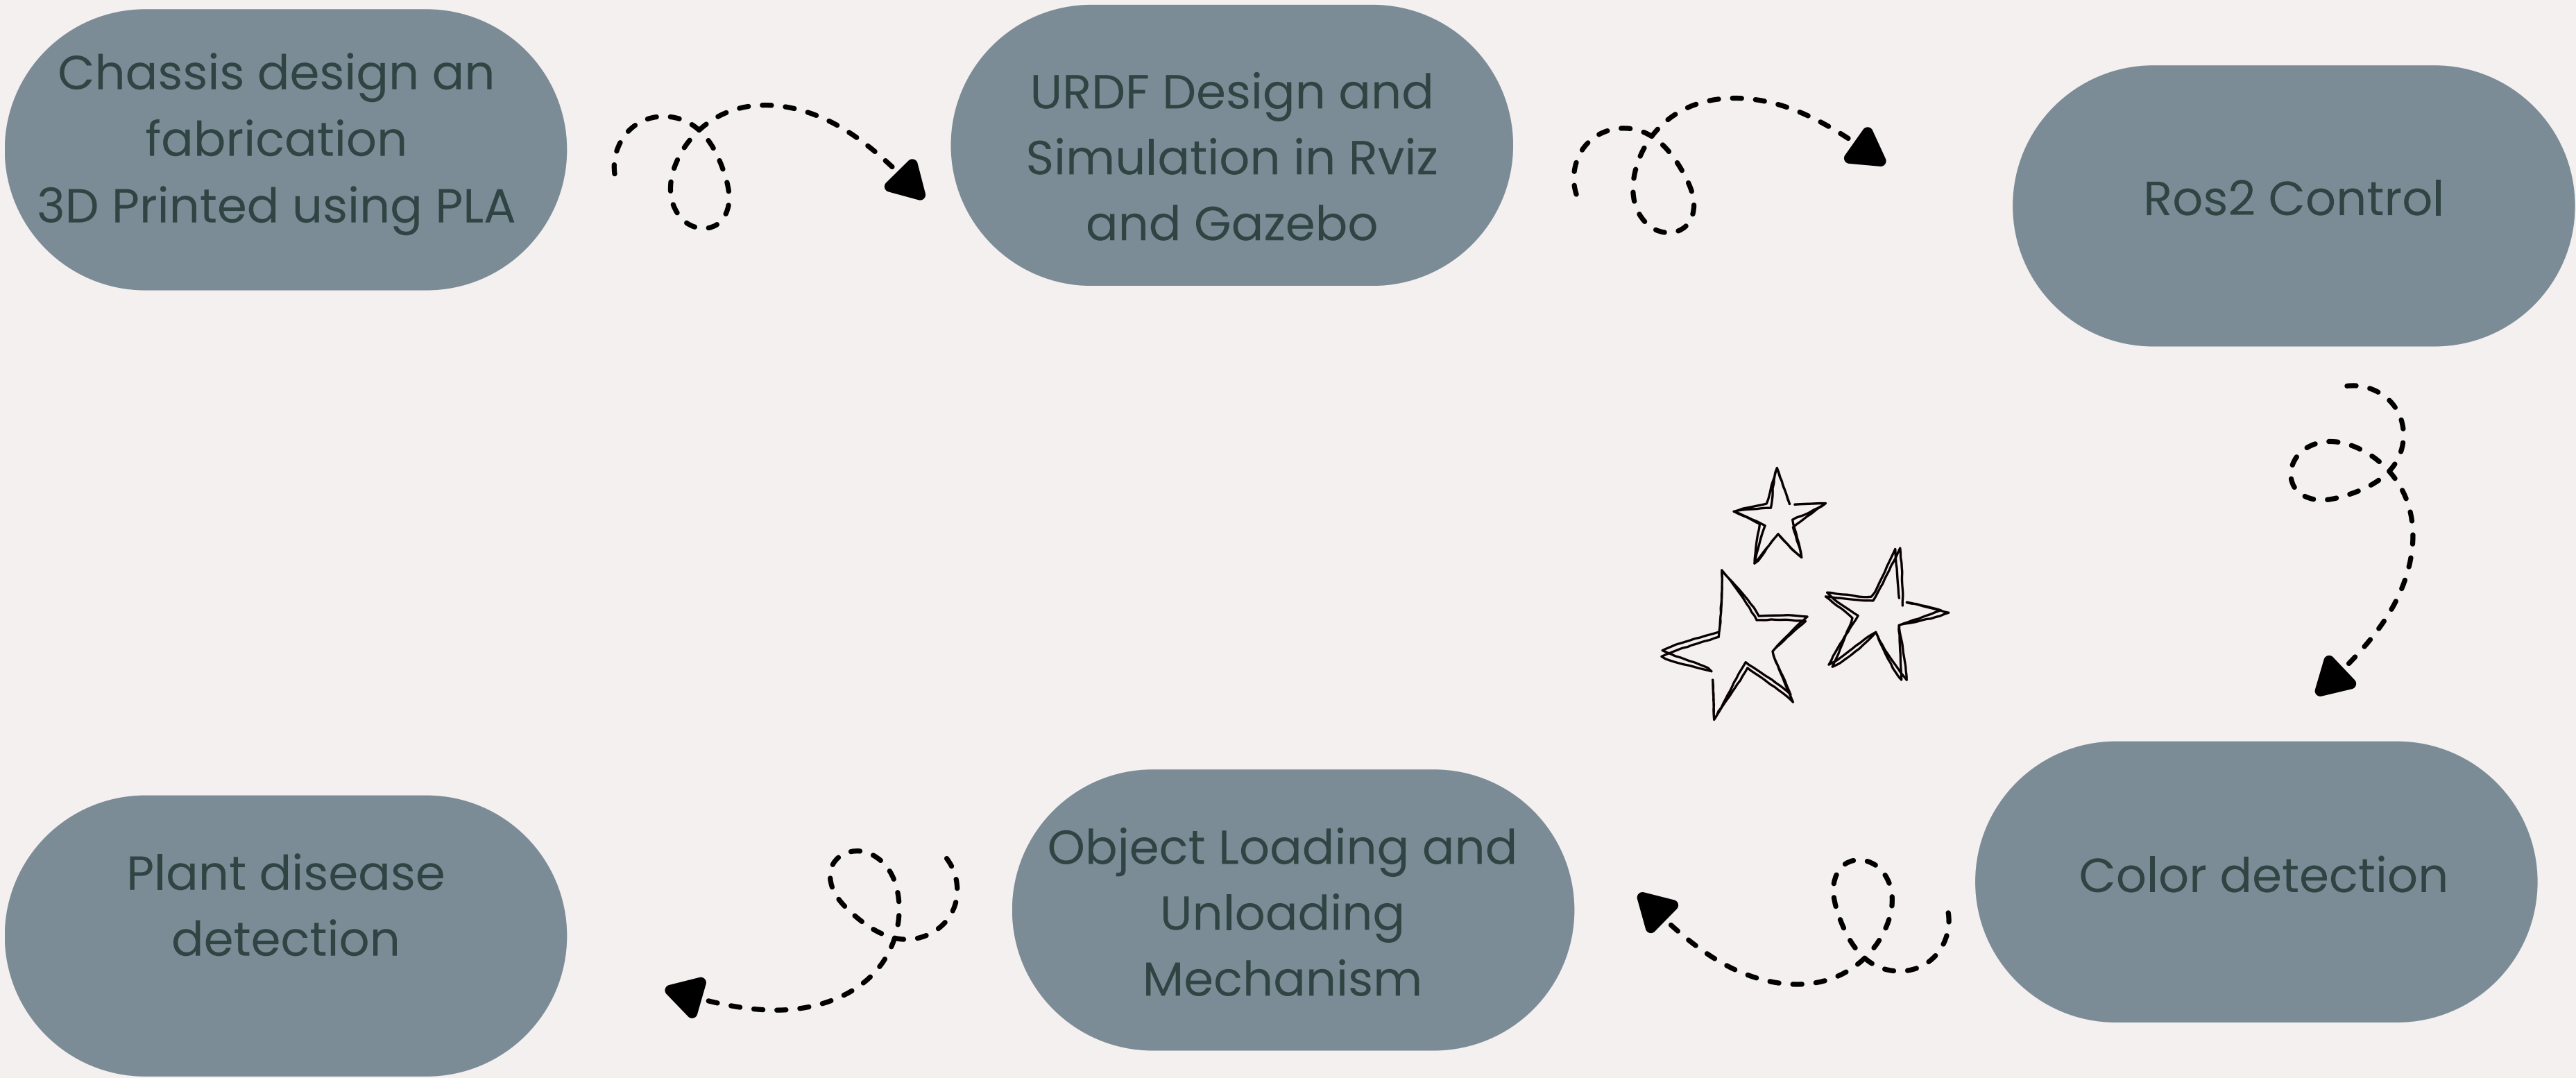 Chassis design an
fabrication
3D Printed using PLA
URDF Design and
Simulation in Rviz
and Gazebo
Ros2 Control
Color detection
Object Loading and
Unloading
Mechanism
Plant disease
detection